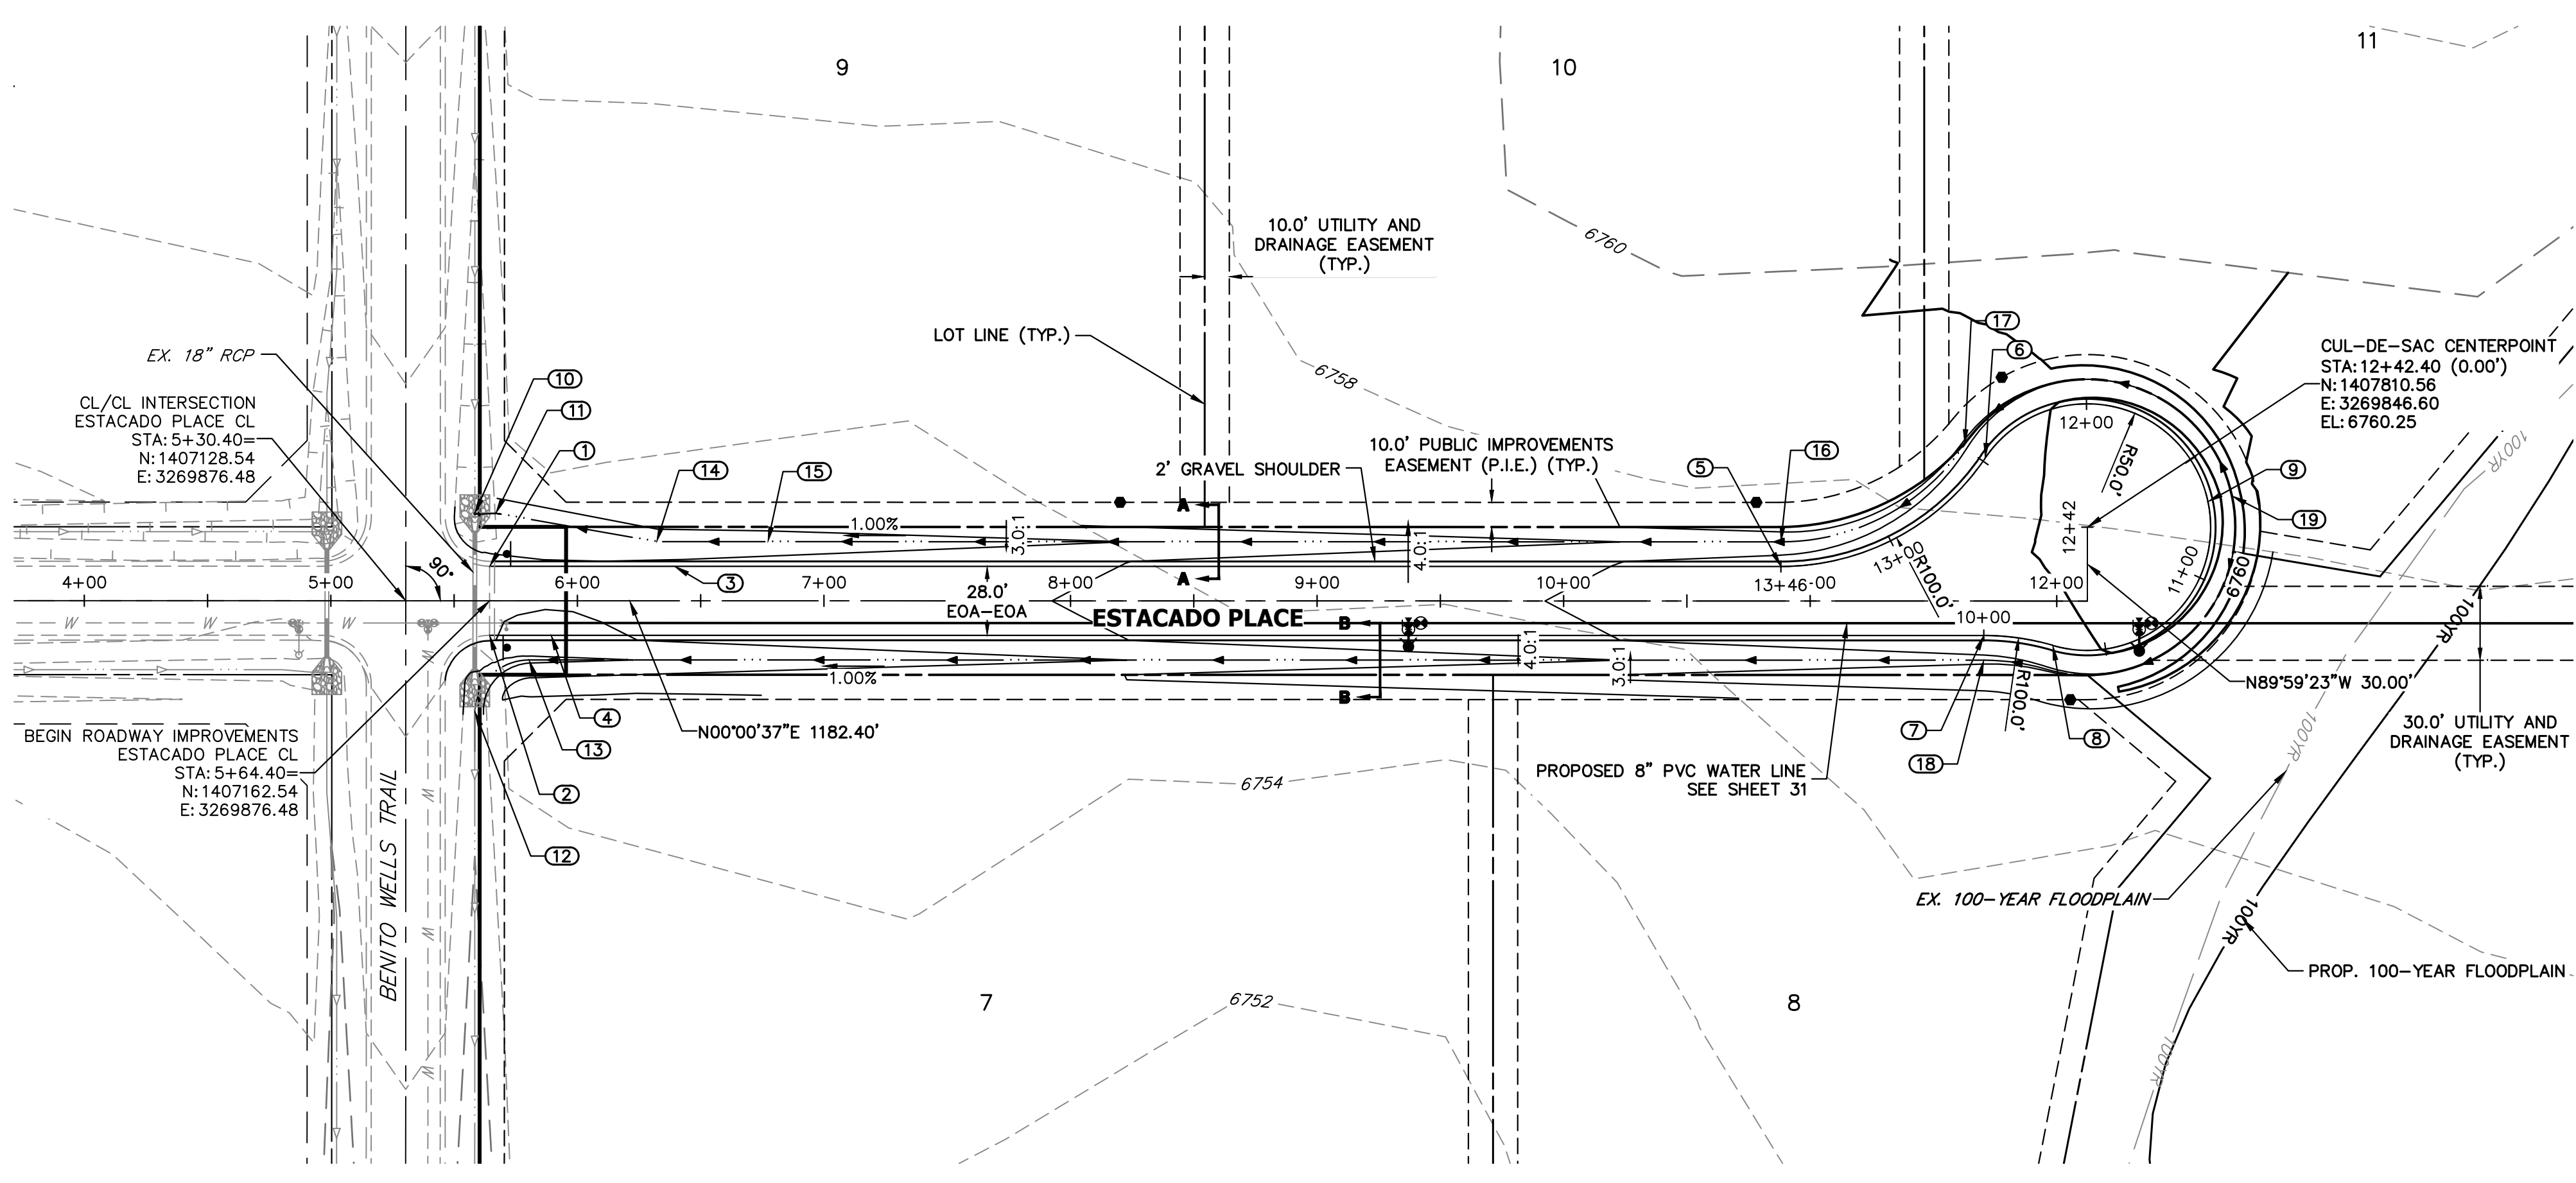 9
10
11
10.0' UTILITY AND
DRAINAGE EASEMENT
(TYP.)
6760
LOT LINE (TYP.)
6758
EX. 18" RCP
10
11
1
14
15
CL/CL INTERSECTION
ESTACADO PLACE CL
STA: 5+30.40=
N: 1407128.54
E: 3269876.48
17
6
CUL-DE-SAC CENTERPOINT
STA: 12+42.40 (0.00')
N: 1407810.56
E: 3269846.60
EL: 6760.25
10.0' PUBLIC IMPROVEMENTS
EASEMENT (P.I.E.) (TYP.)
2' GRAVEL SHOULDER
5
16
12+00
R50.0'
9
19
100YR
A
A
1.00%
3.0:1
4.0:1
12+42
13+00
R100.0'
11+00
6760
90°
3
4+00
5+00
6+00
7+00
8+00
9+00
10+00
13+46
00
12+00
28.0'
EOA-EOA
ESTACADO PLACE
B
B
10+00
W
W
W
4.0:1
3.0:1
1.00%
100YR
N89°59'23"W 30.00'
R100.0'
4
13
N00°00'37"E 1182.40'
7
8
18
30.0' UTILITY AND
DRAINAGE EASEMENT
(TYP.)
BEGIN ROADWAY IMPROVEMENTS
ESTACADO PLACE CL
STA: 5+64.40=
N: 1407162.54
E: 3269876.48
2
12
PROPOSED 8" PVC WATER LINE
SEE SHEET 31
6754
100YR
W
W
W
BENITO WELLS TRAIL
EX. 100-YEAR FLOODPLAIN
100YR
PROP. 100-YEAR FLOODPLAIN
7
6752
8
100YR